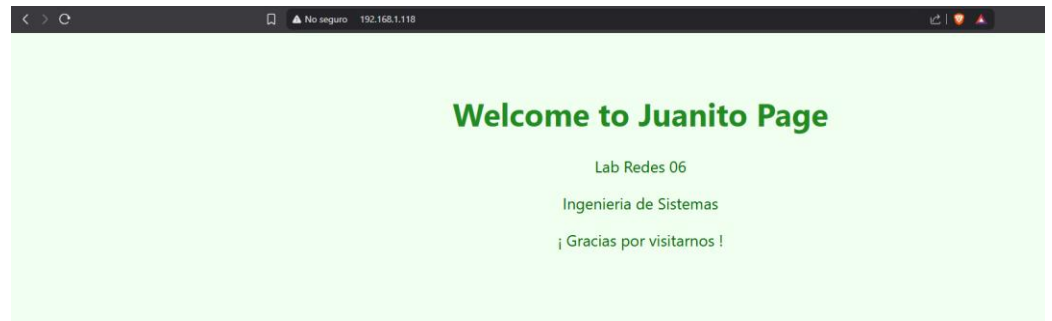 No seguro 192.168.1.118
Welcome to Juanito Page
Lab Redes 06
Ingenieria de Sistemas
¡ Gracias por visitarnos !